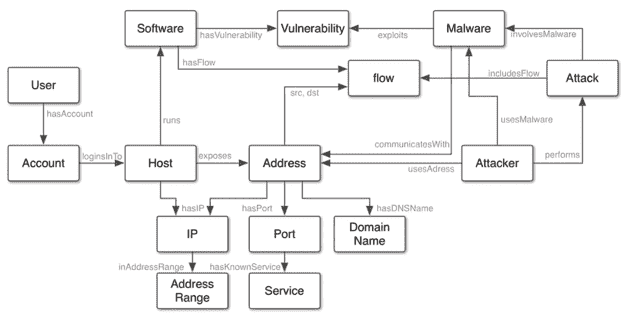 Software
hasVulnerability
Vulnerability
exploits
Malware
involvesMalware
hasFlow
User
src, dst
flow
includesFlow
Attack
hasAccount
runs
communicatesWith
usesMalware
Account
loginsInTo
Host
exposes
Address
usesAdress
Attacker
performs
hasIP
hasPort
hasDNSName
IP
Port
Domain
Name
inAddressRange
hasKnownService
Address
Range
Service